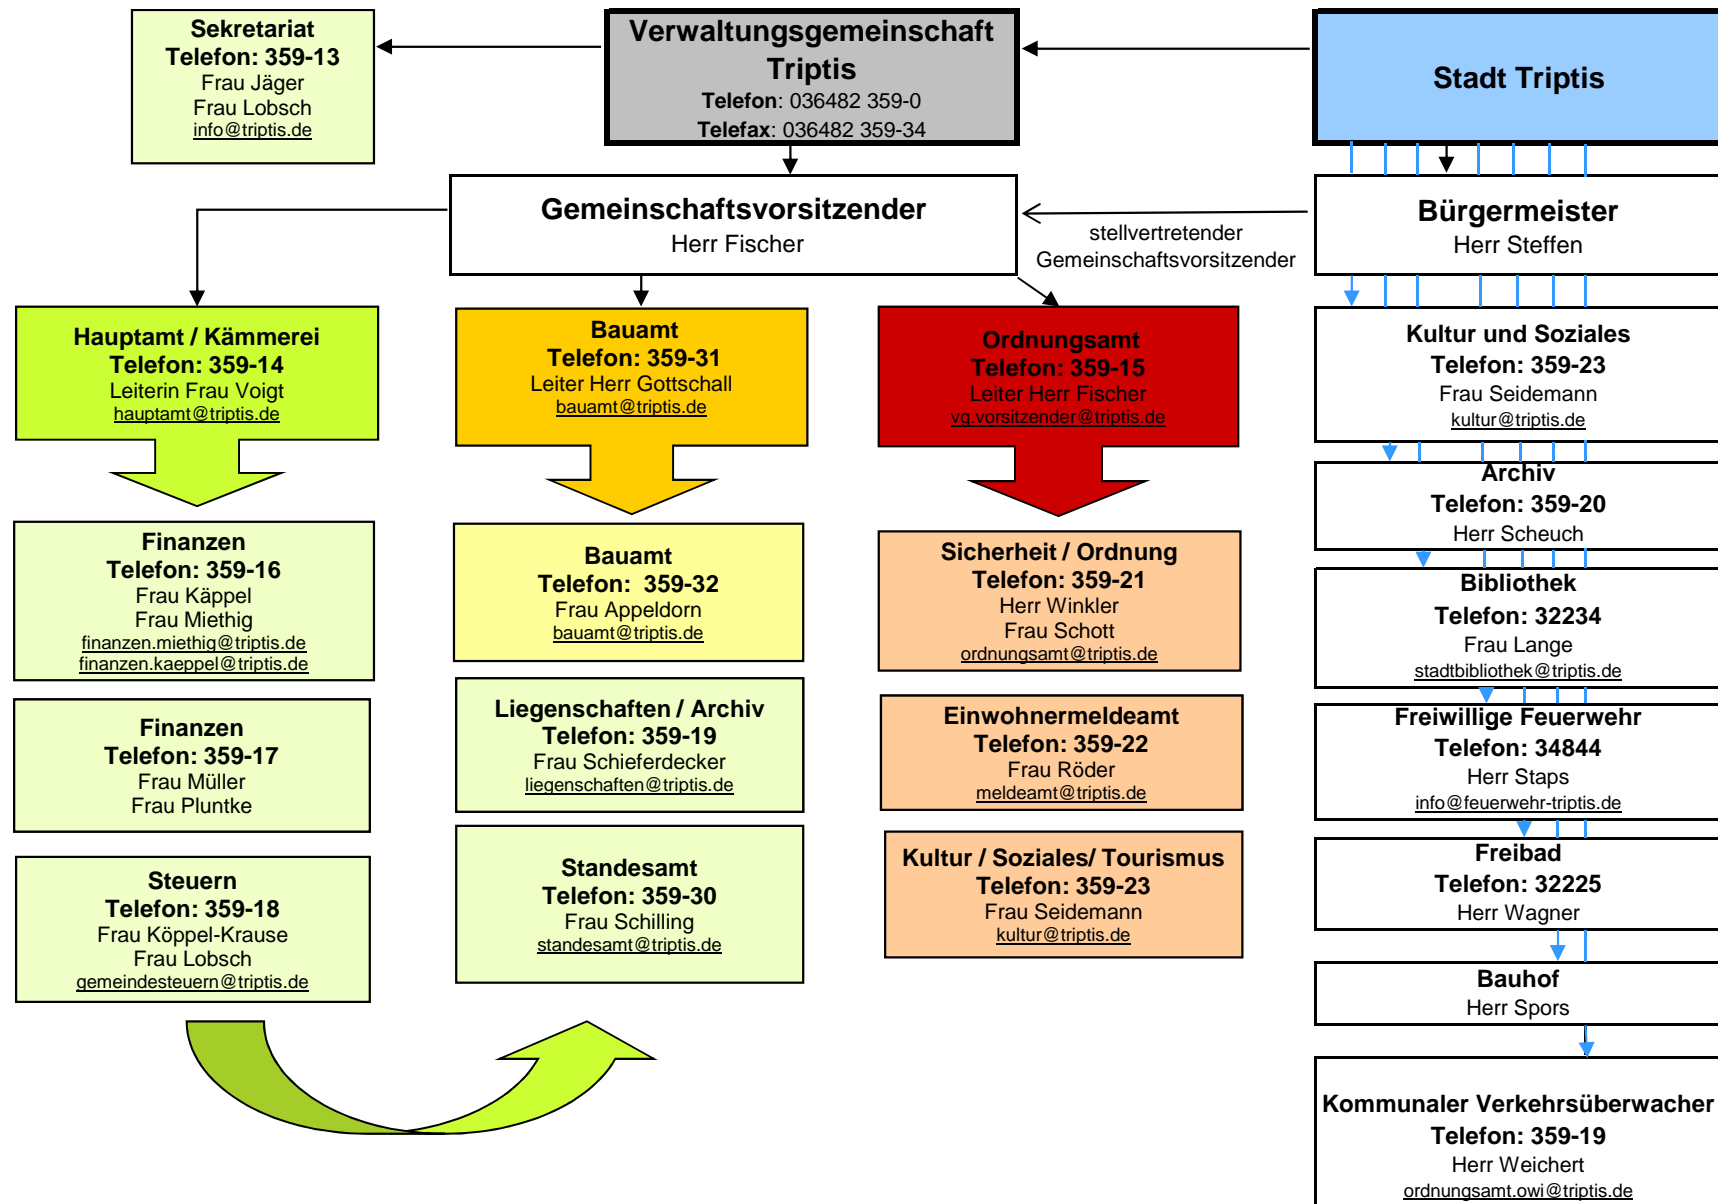 Sekretariat
Telefon: 359-13
Frau Jäger
Frau Lobsch
info@triptis.de
Verwaltungsgemeinschaft
Triptis
Telefon: 036482 359-0
Telefax: 036482 359-34
Stadt Triptis
Gemeinschaftsvorsitzender
Herr Fischer
stellvertretender
Gemeinschaftsvorsitzender
Bürgermeister
Herr Steffen
Hauptamt / Kämmerei
Telefon: 359-14
Leiterin Frau Voigt
hauptamt@triptis.de
Bauamt
Telefon: 359-31
Leiter Herr Gottschall
bauamt@triptis.de
Ordnungsamt
Telefon: 359-15
Leiter Herr Fischer
vg.vorsitzender@triptis.de
Kultur und Soziales
Telefon: 359-23
Frau Seidemann
kultur@triptis.de
Archiv
Telefon: 359-20
Herr Scheuch
Finanzen
Telefon: 359-16
Frau Käppel
Frau Miethig
finanzen.miethig@triptis.de
finanzen.kaeppel@triptis.de
Bauamt
Telefon:  359-32
Frau Appeldorn
bauamt@triptis.de
Sicherheit / Ordnung
Telefon: 359-21
Herr Winkler
Frau Schott
ordnungsamt@triptis.de
Bibliothek
Telefon: 32234
Frau Lange
stadtbibliothek@triptis.de
Finanzen
Telefon: 359-17
Frau Müller
Frau Pluntke
Liegenschaften / Archiv
Telefon: 359-19
Frau Schieferdecker
liegenschaften@triptis.de
Einwohnermeldeamt
Telefon: 359-22
Frau Röder
meldeamt@triptis.de
Freiwillige Feuerwehr
Telefon: 34844
Herr Staps
info@feuerwehr-triptis.de
Steuern
Telefon: 359-18
Frau Köppel-Krause
Frau Lobsch
gemeindesteuern@triptis.de
Standesamt
Telefon: 359-30
Frau Schilling
standesamt@triptis.de
Kultur / Soziales/ Tourismus
Telefon: 359-23
Frau Seidemann
kultur@triptis.de
Freibad
Telefon: 32225
Herr Wagner
Bauhof
Herr Spors
Kommunaler Verkehrsüberwacher
Telefon: 359-19
Herr Weichert
ordnungsamt.owi@triptis.de